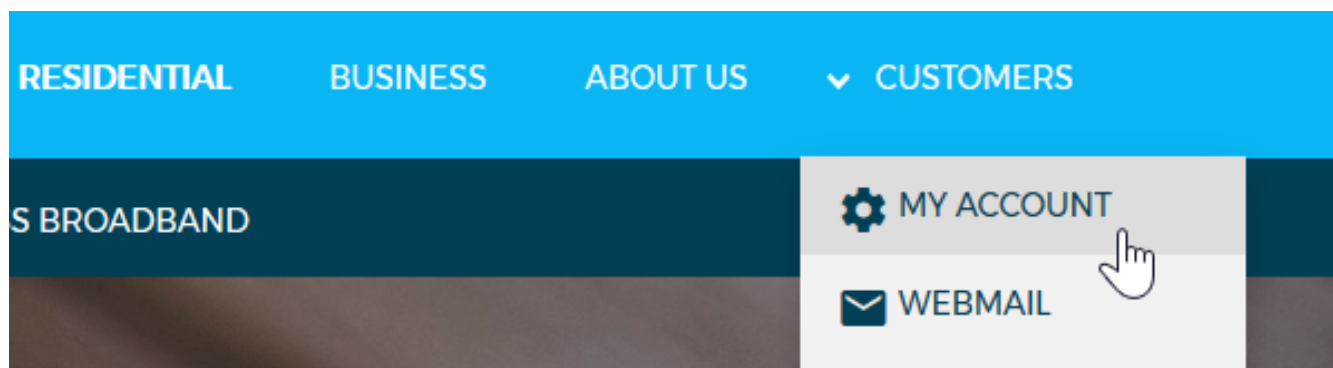 RESIDENTIAL BUSINESS ABOUT US CUSTOMERS
S BROADBAND
MY ACCOUNT
WEBMAIL